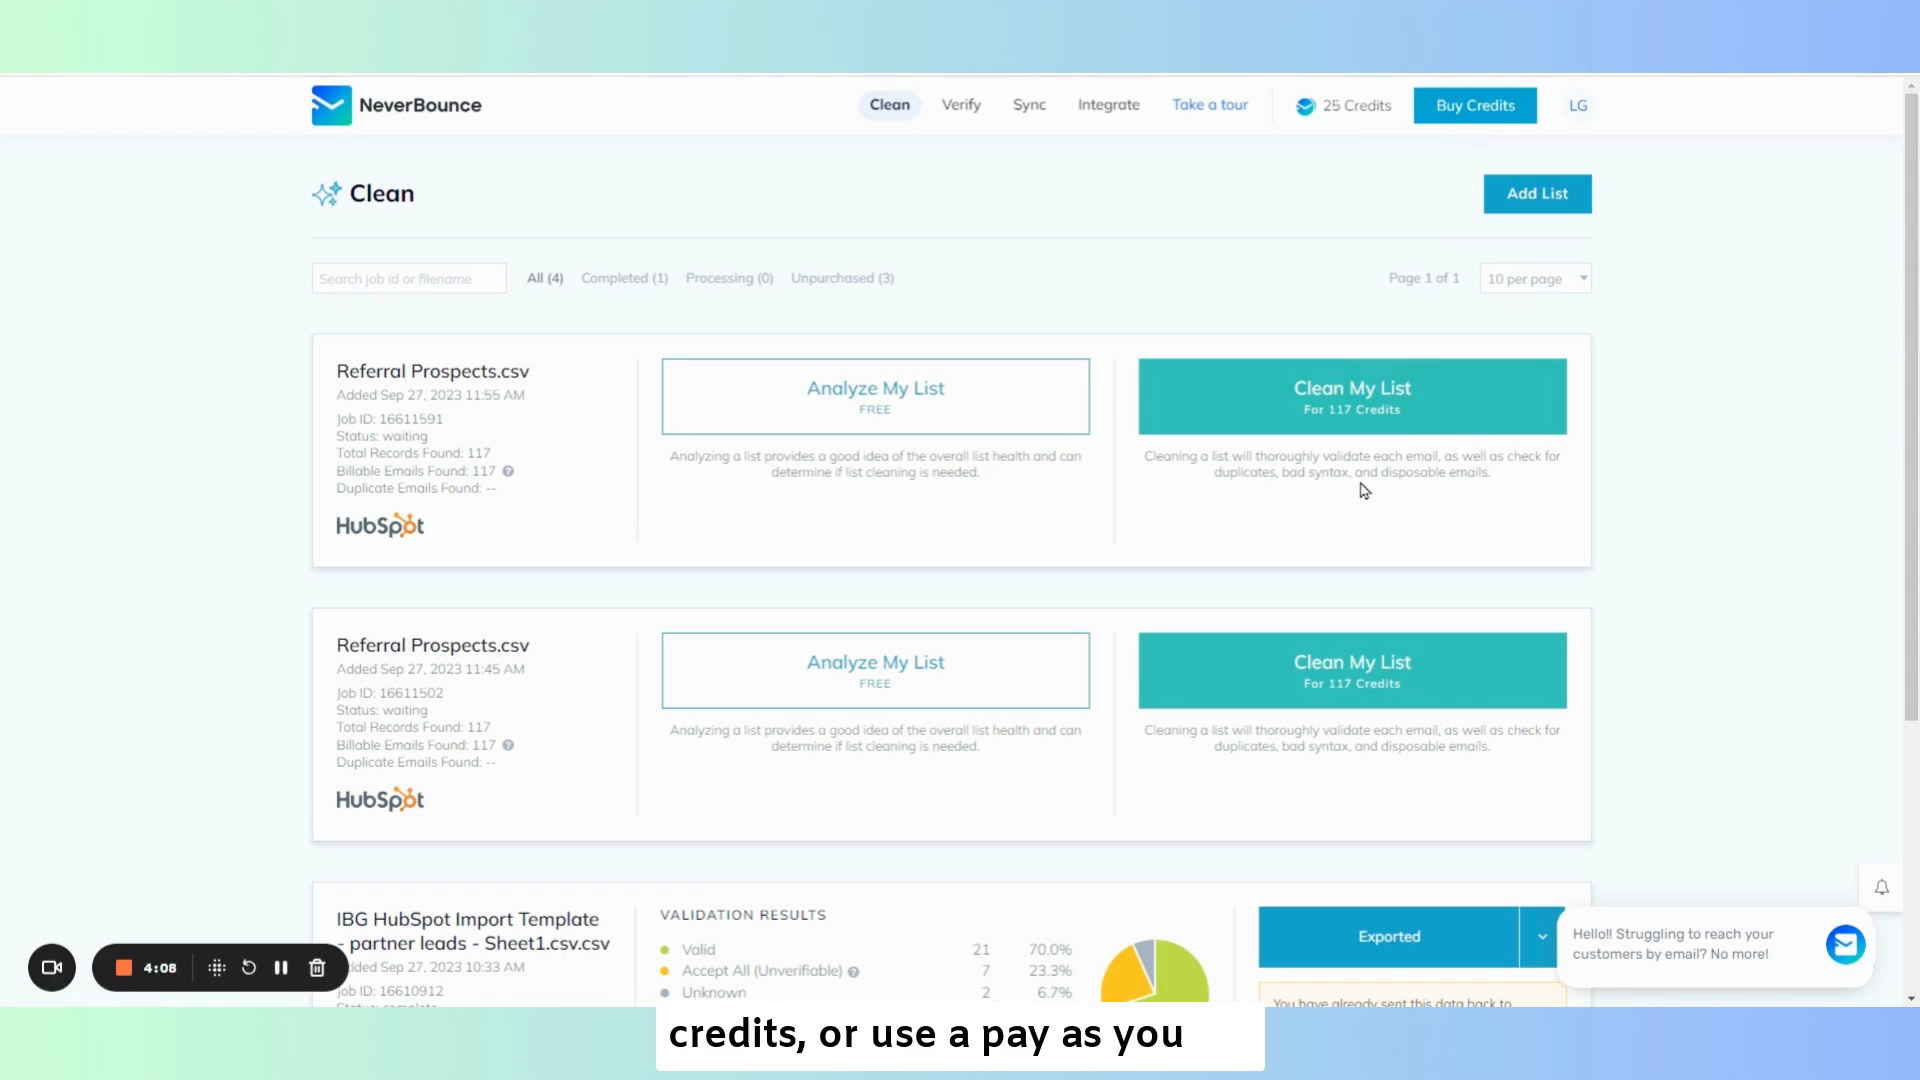 NeverBounce
Clean
Verify
Sync
Integrate
Take a tour
25 Credits
Buy Credits
LG
Clean
Add List
Search job id or filename
All (4)
Completed (1)
Processing (0)
Unpurchased (3)
Page 1 of 1
10 per page
Referral Prospects.csv
Added Sep 27, 2023 11:55 AM
Job ID: 16611591
Status: waiting
Total Records Found: 117
Billable Emails Found: 117
Duplicate Emails Found: --
HubSpot
Analyze My List
FREE
Analyzing a list provides a good idea of the overall list health and can
determine if list cleaning is needed.
Clean My List
For 117 Credits
Cleaning a list will thoroughly validate each email, as well as check for
duplicates, bad syntax, and disposable emails.
Referral Prospects.csv
Added Sep 27, 2023 11:45 AM
Job ID: 16611502
Status: waiting
Total Records Found: 117
Billable Emails Found: 117
Duplicate Emails Found: --
HubSpot
Analyze My List
FREE
Analyzing a list provides a good idea of the overall list health and can
determine if list cleaning is needed.
Clean My List
For 117 Credits
Cleaning a list will thoroughly validate each email, as well as check for
duplicates, bad syntax, and disposable emails.
IBG HubSpot Import Template
- partner leads - Sheet1.csv.csv
dded Sep 27, 2023 10:33 AM
Job ID: 16610912
Status: complete
VALIDATION RESULTS
Valid 21 70.0%
Accept All (Unverifiable) 7 23.3%
Unknown 2 6.7%
Exported
You have already sent this data back to
Hello!! Struggling to reach your
customers by email? No more!
4:08
credits, or use a pay as you